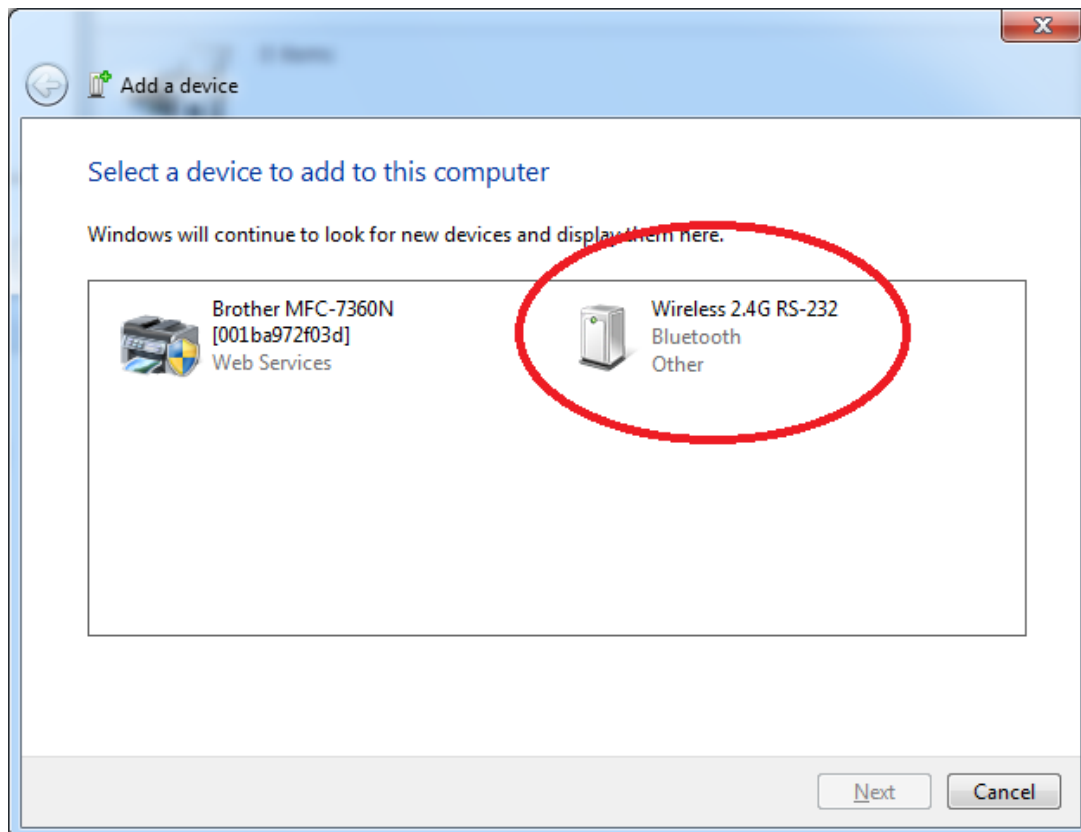 Add a device
Select a device to add to this computer
Windows will continue to look for new devices and display them here.
Brother MFC-7360N
[001ba972f03d]
Web Services
Wireless 2.4G RS-232
Bluetooth
Other
Next
Cancel